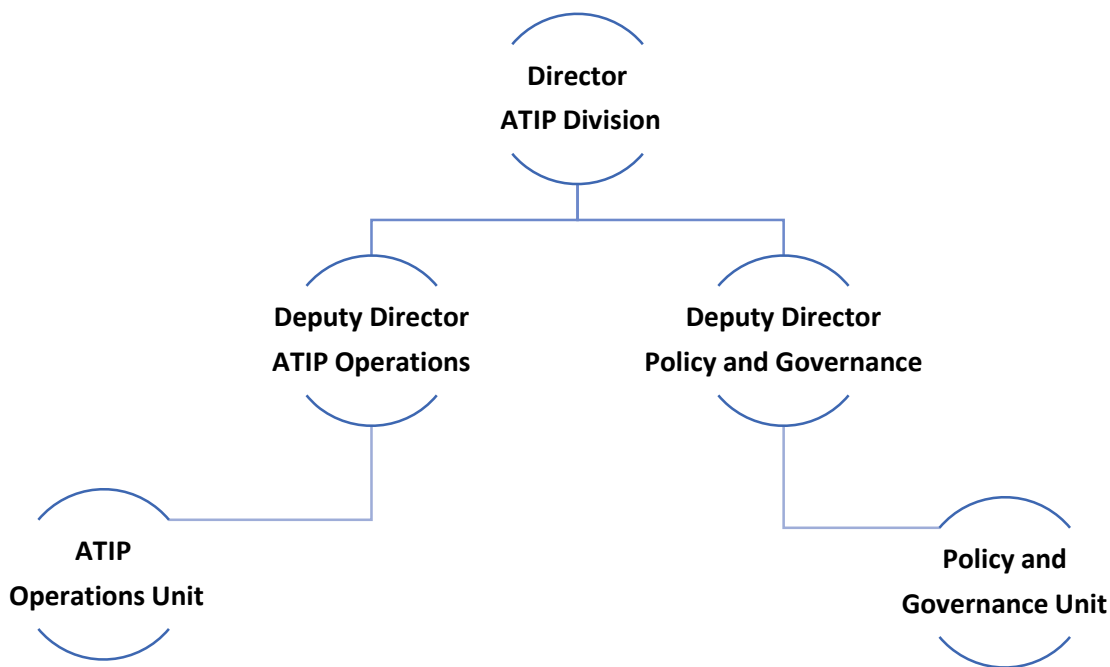 Director
ATIP Division
Deputy Director
ATIP Operations
Deputy Director
Policy and Governance
ATIP
Operations Unit
Policy and
Governance Unit